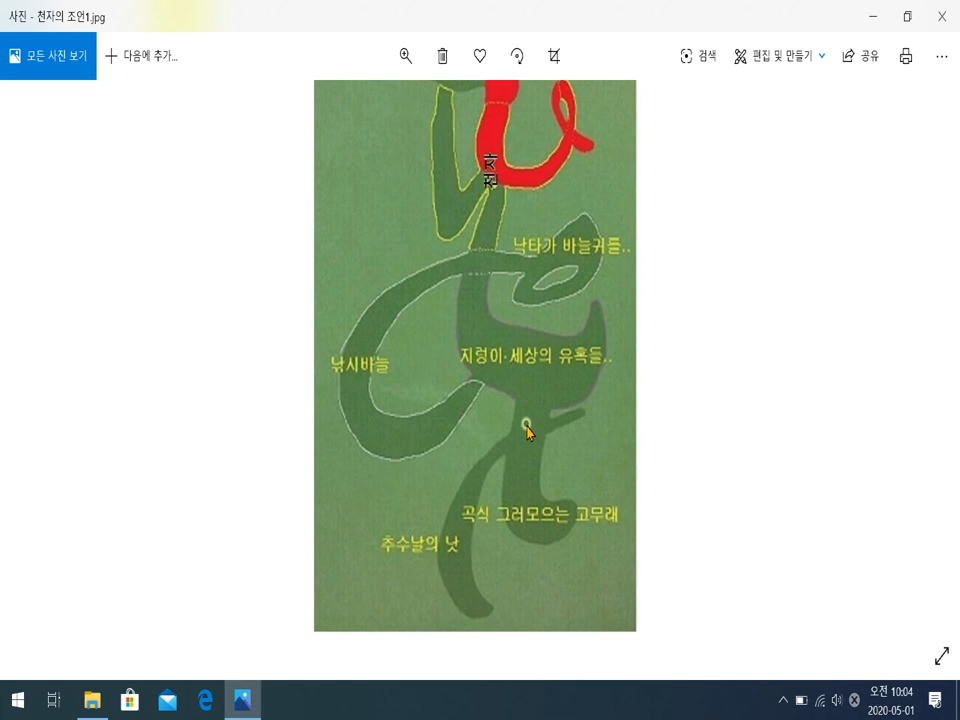 사진 - 천자의 조언1.jpg
모든 사진 보기
다음에 추가...
검색
편집 및 만들기
공유
천자
낙타가 바늘귀를..
낚시바늘
지렁이·세상의 유혹들..
곡식 그러모으는 고무래
추수날의 낫
오전 10:04
2020-05-01